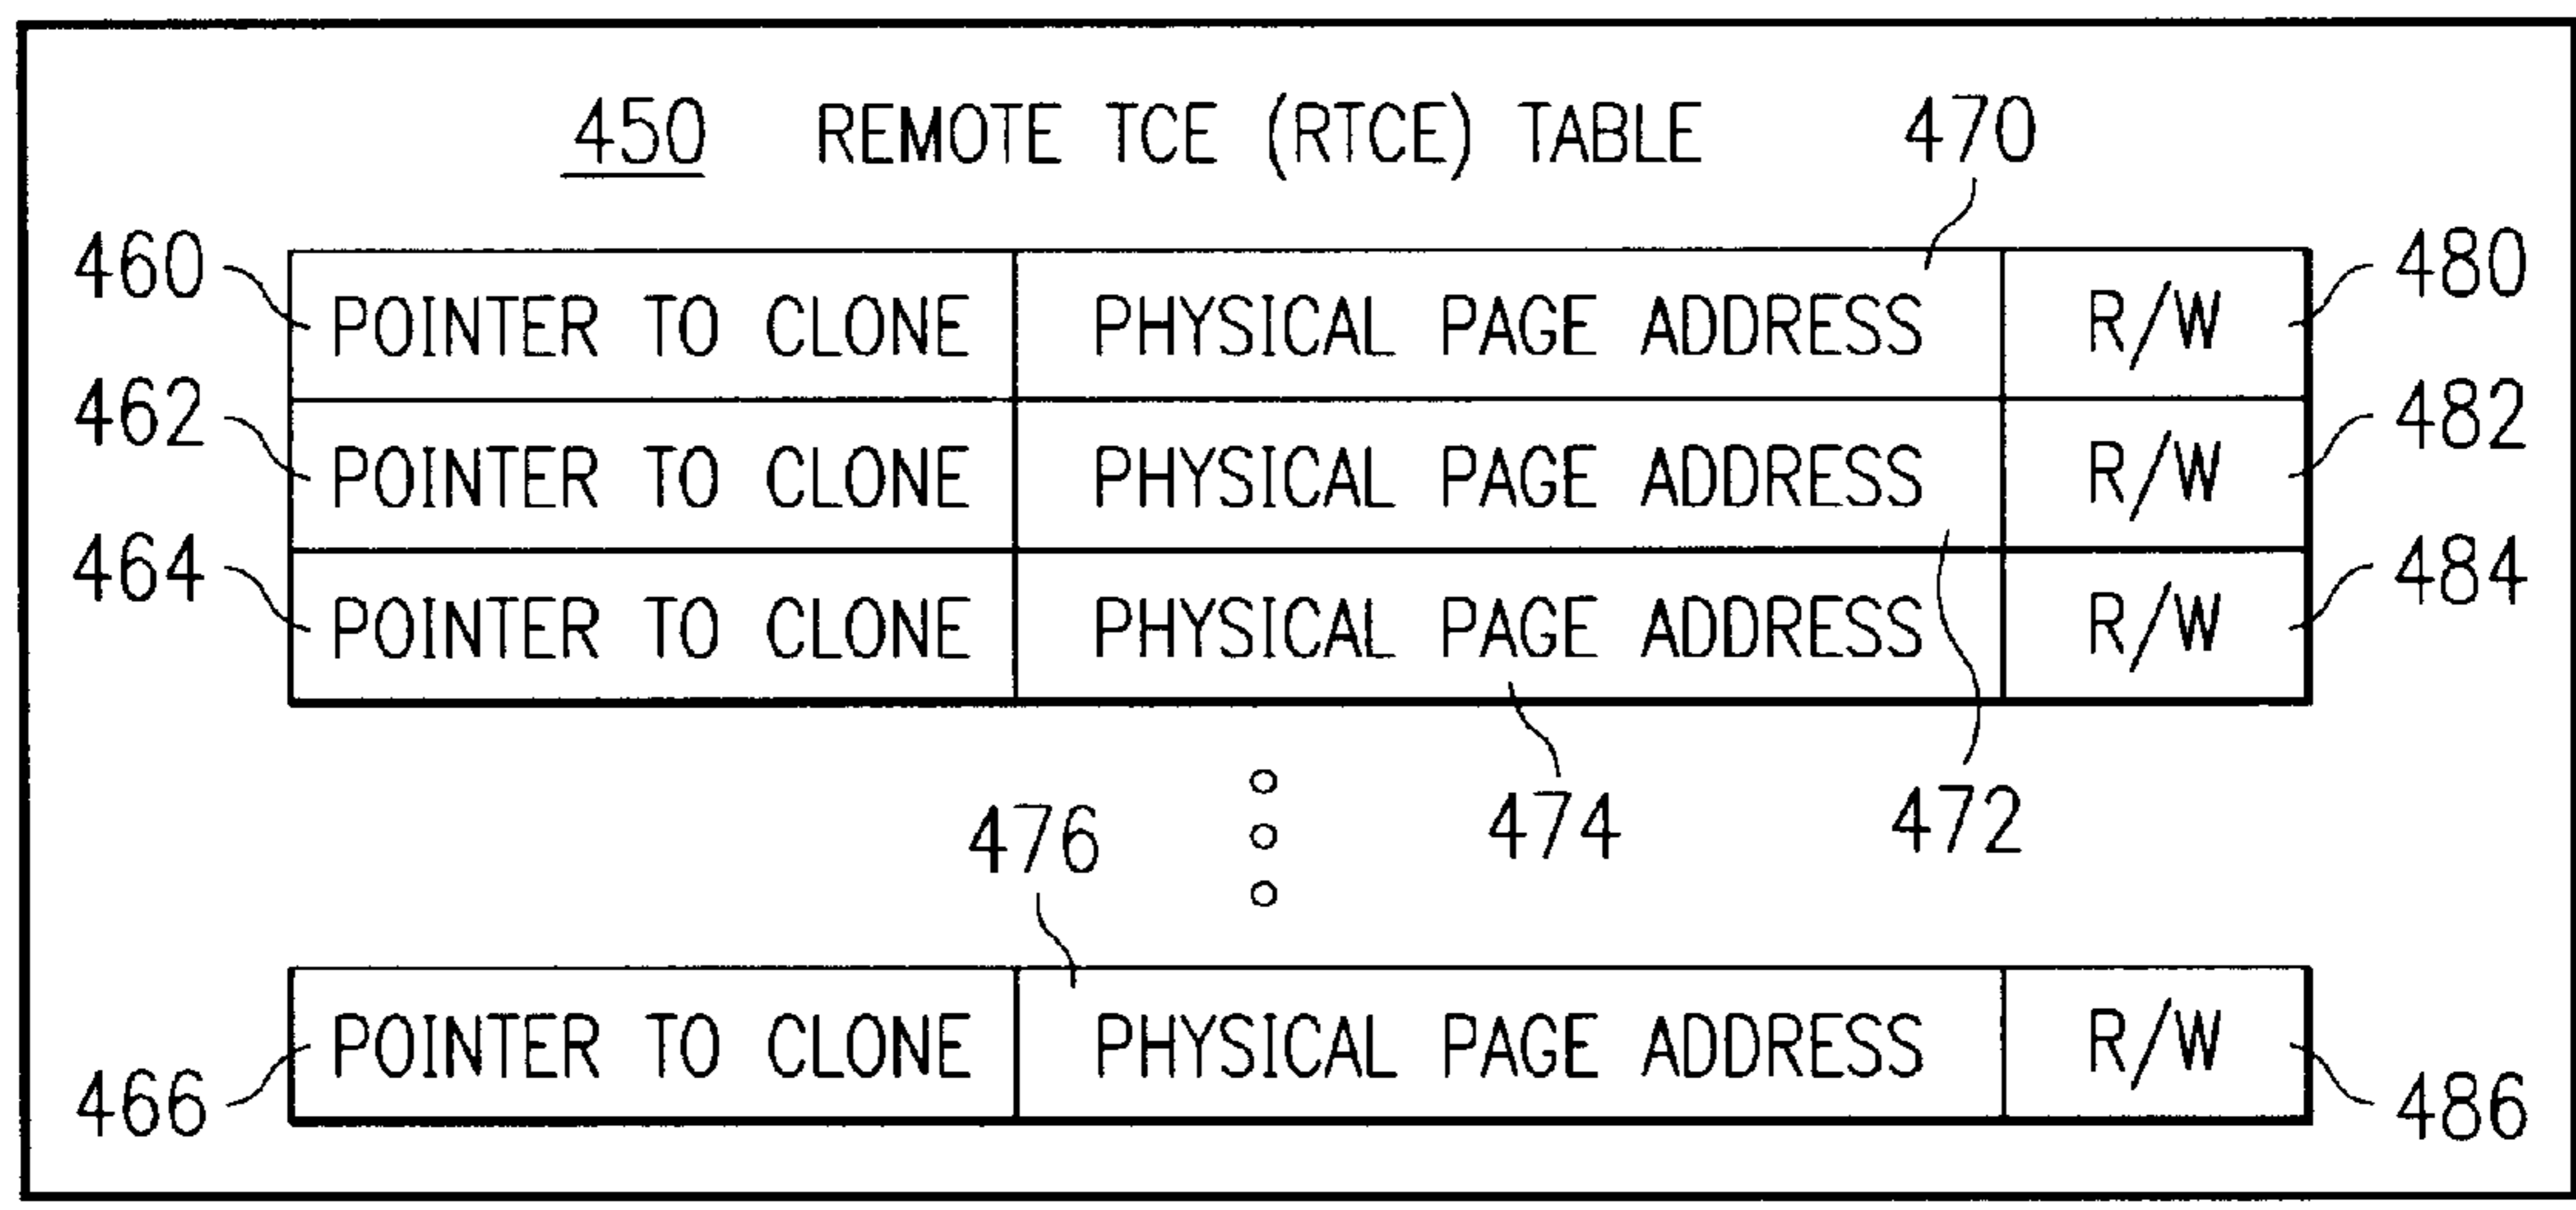 450 REMOTE TCE (RTCE) TABLE 470
460 POINTER TO CLONE PHYSICAL PAGE ADDRESS R/W 480
462 POINTER TO CLONE PHYSICAL PAGE ADDRESS R/W 482
464 POINTER TO CLONE PHYSICAL PAGE ADDRESS R/W 484
476 474 472
POINTER TO CLONE PHYSICAL PAGE ADDRESS R/W
466 486